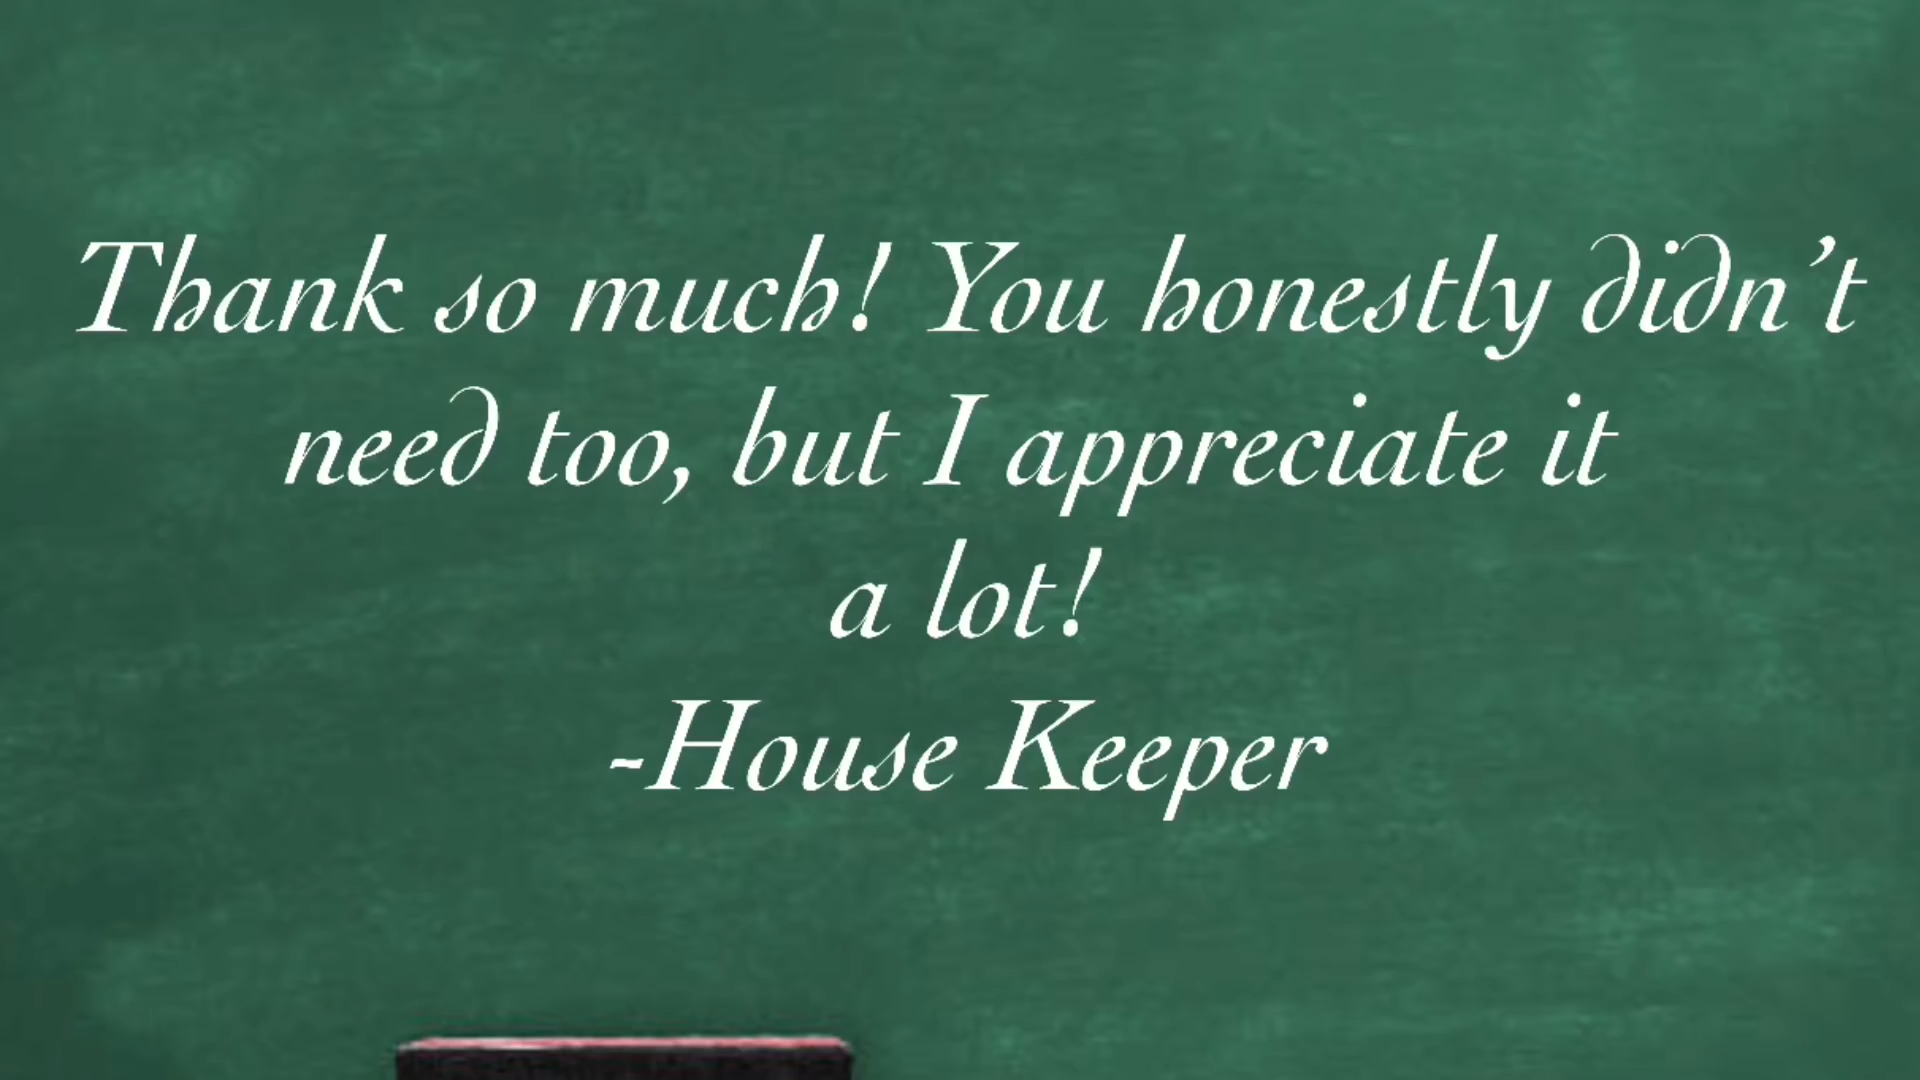 Thank so much! You honestly didn't
need too, but I appreciate it
a lot!
-House Keeper